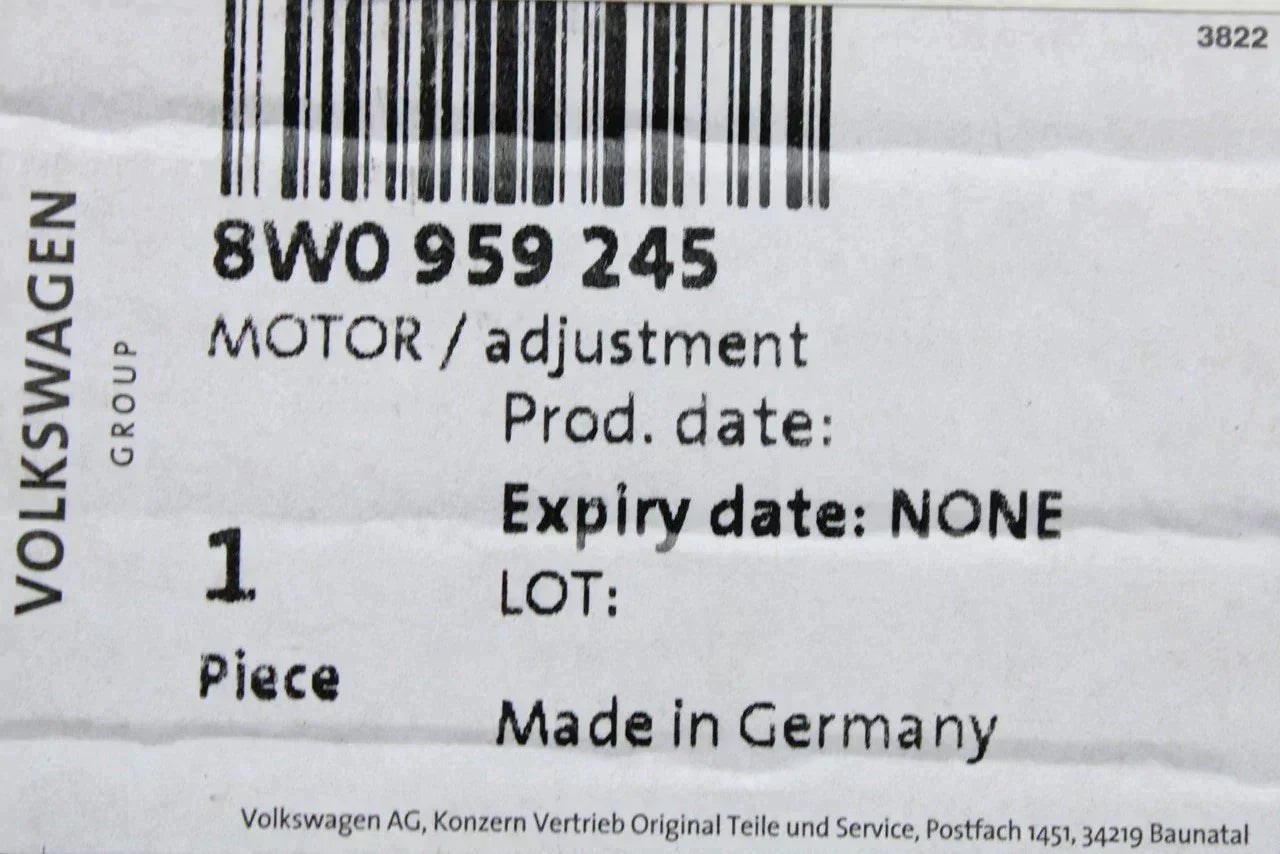 3822
8W0 959 245
MOTOR / adjustment
Prod. date:
Expiry date: NONE
1
LOT:
Piece
Made in Germany
VOLKSWAGEN
GROUP
Volkswagen AG, Konzern Vertrieb Original Teile und Service, Postfach 1451, 34219 Baunatal